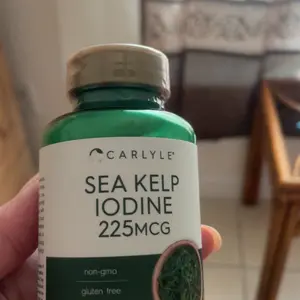 CARLYLE
SEA KELP
IODINE
225MCG
non-gmo
gluten free